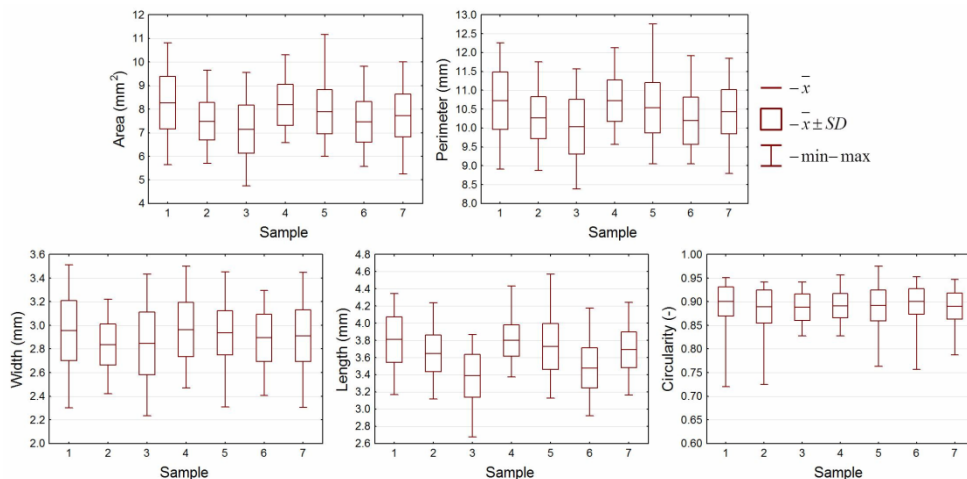 12
11
10
9
8
7
6
5
4
Area (mm²)
1 2 3 4 5 6 7
Sample
13.0
12.5
12.0
11.5
11.0
10.5
10.0
9.5
9.0
8.5
8.0
Perimeter (mm)
1 2 3 4 5 6 7
Sample
– x̄
– x̄ ± SD
– min – max
3.6
3.4
3.2
3.0
2.8
2.6
2.4
2.2
2.0
Width (mm)
1 2 3 4 5 6 7
Sample
4.8
4.6
4.4
4.2
4.0
3.8
3.6
3.4
3.2
3.0
2.8
2.6
Length (mm)
1 2 3 4 5 6 7
Sample
1.00
0.95
0.90
0.85
0.80
0.75
0.70
0.65
0.60
Circularity (-)
1 2 3 4 5 6 7
Sample